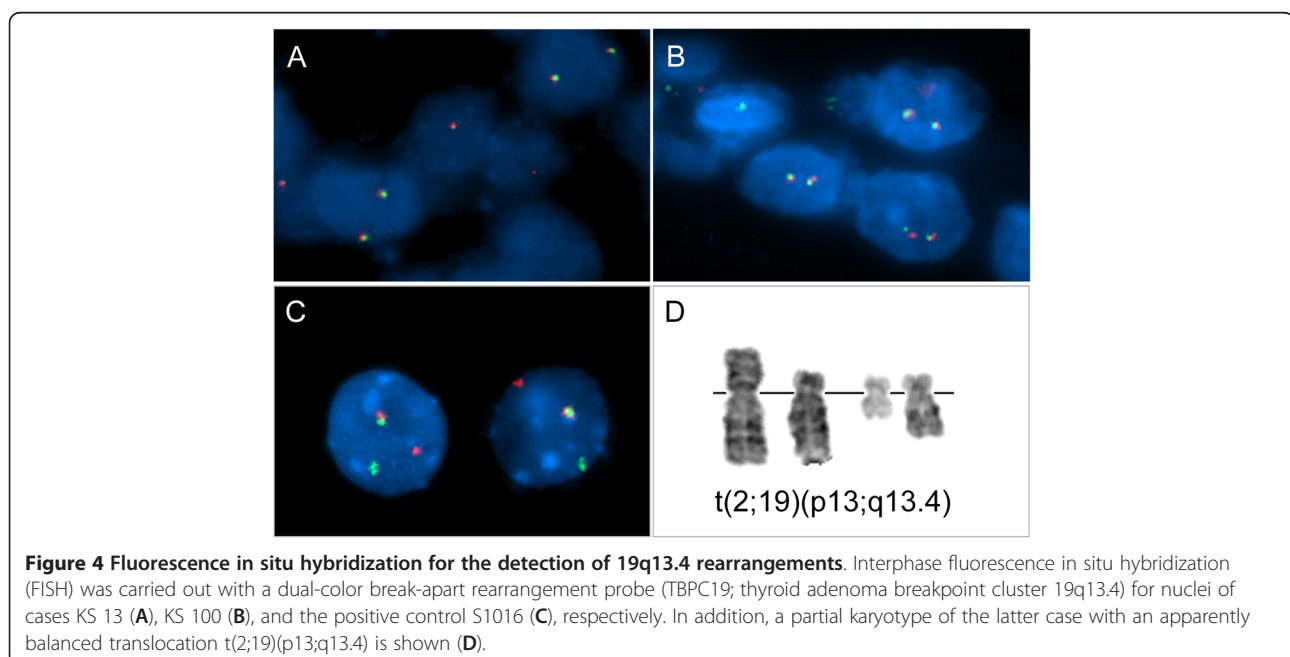 A
B
C
D
t(2;19)(p13;q13.4)
Figure 4 Fluorescence in situ hybridization for the detection of 19q13.4 rearrangements. Interphase fluorescence in situ hybridization
(FISH) was carried out with a dual-color break-apart rearrangement probe (TBPC19; thyroid adenoma breakpoint cluster 19q13.4) for nuclei of
cases KS 13 (A), KS 100 (B), and the positive control S1016 (C), respectively. In addition, a partial karyotype of the latter case with an apparently
balanced translocation t(2;19)(p13;q13.4) is shown (D).